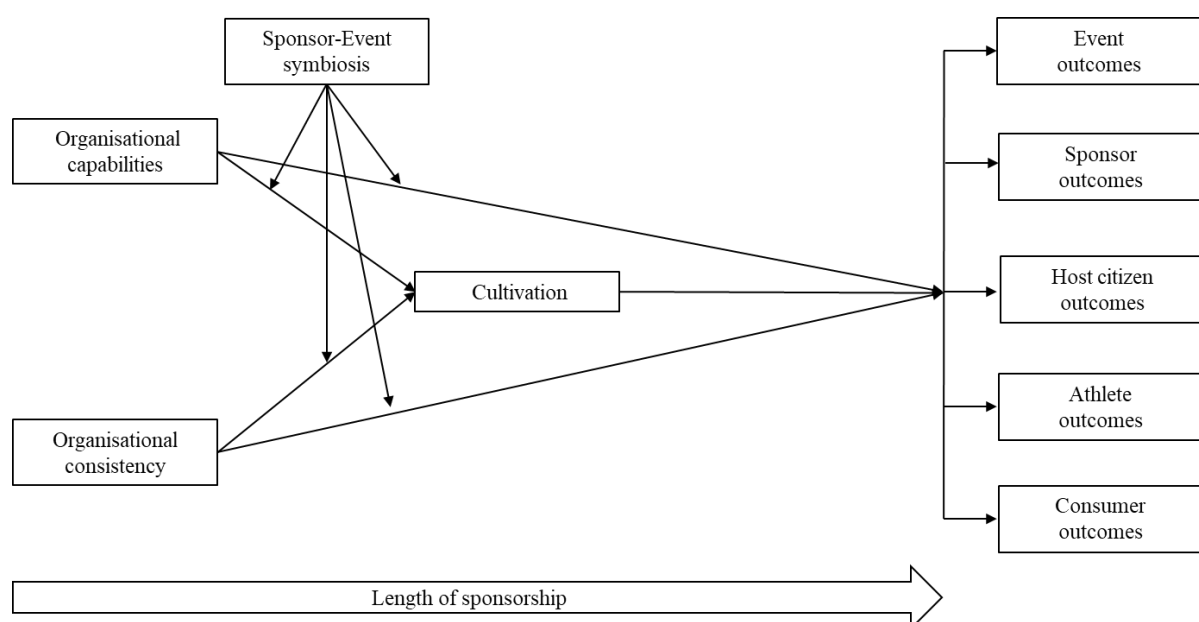 Sponsor-Event
symbiosis
Organisational
capabilities
Cultivation
Organisational
consistency
Event
outcomes
Sponsor
outcomes
Host citizen
outcomes
Athlete
outcomes
Consumer
outcomes
Length of sponsorship